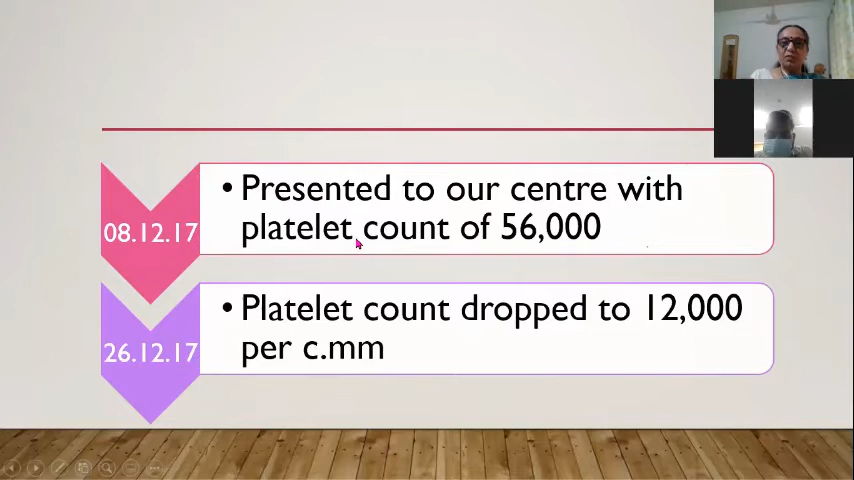 08.12.17
• Presented to our centre with
platelet count of 56,000
26.12.17
• Platelet count dropped to 12,000
per c.mm